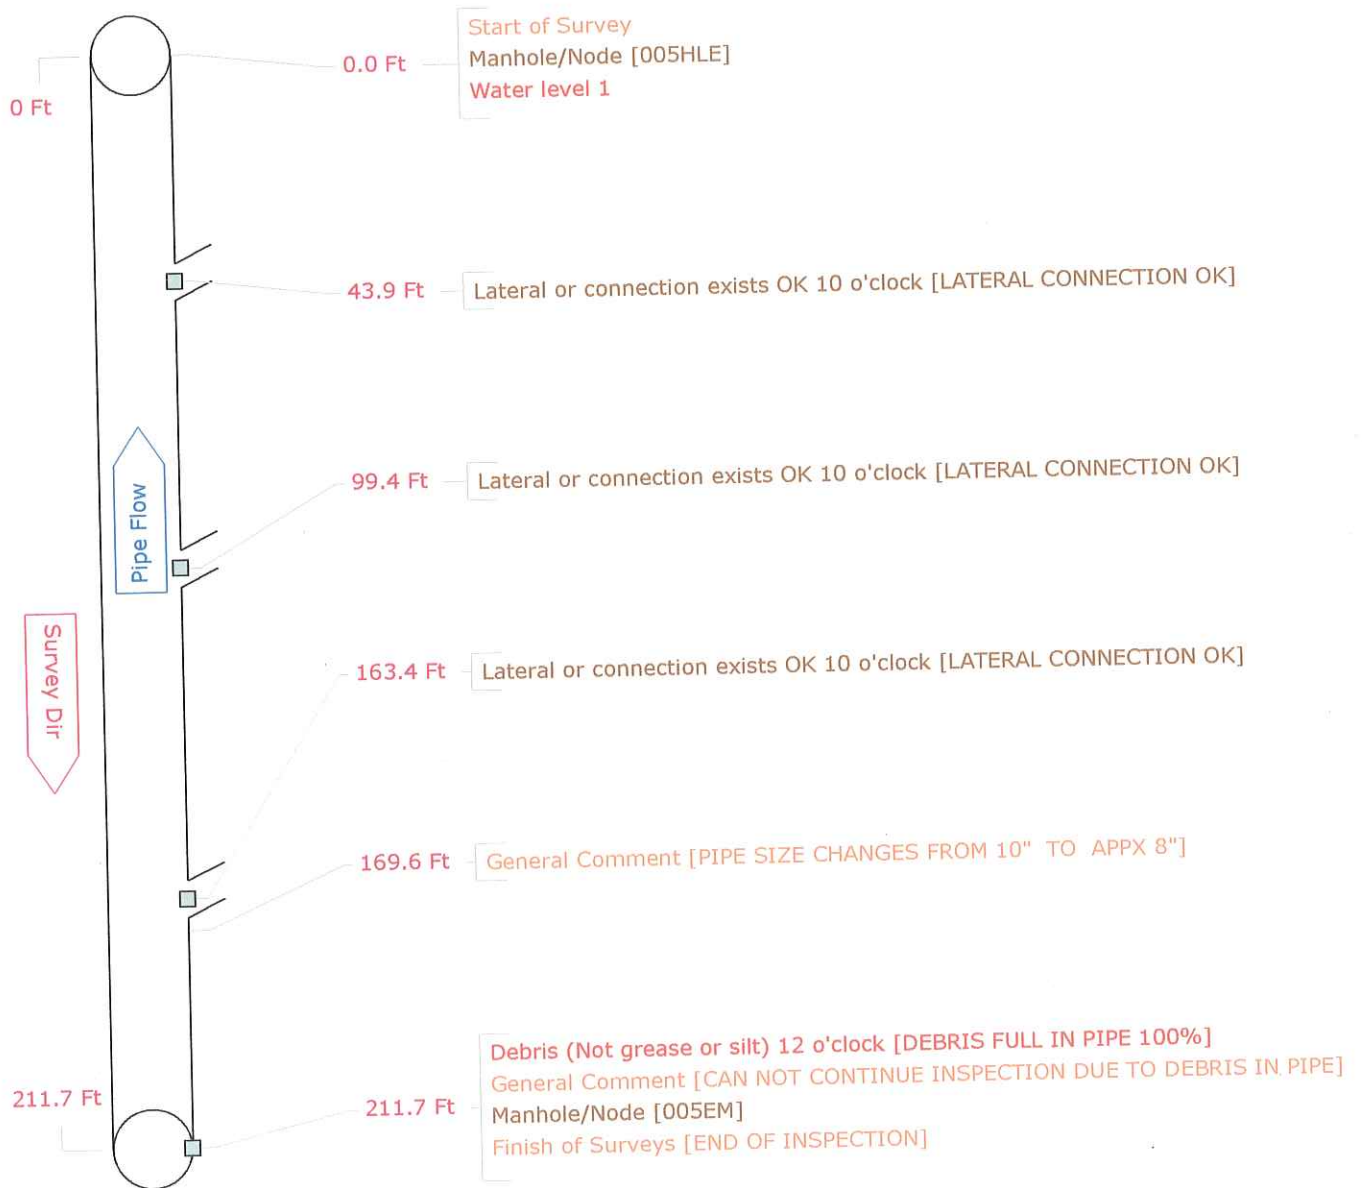 Start of Survey
0.0 Ft
Manhole/Node [005HLE]
Water level 1
0 Ft
43.9 Ft
Lateral or connection exists OK 10 o'clock [LATERAL CONNECTION OK]
99.4 Ft
Lateral or connection exists OK 10 o'clock [LATERAL CONNECTION OK]
Pipe Flow
Survey Dir
163.4 Ft
Lateral or connection exists OK 10 o'clock [LATERAL CONNECTION OK]
169.6 Ft
General Comment [PIPE SIZE CHANGES FROM 10" TO APPX 8"]
211.7 Ft
211.7 Ft
Debris (Not grease or silt) 12 o'clock [DEBRIS FULL IN PIPE 100%]
General Comment [CAN NOT CONTINUE INSPECTION DUE TO DEBRIS IN PIPE]
Manhole/Node [005EM]
Finish of Surveys [END OF INSPECTION]